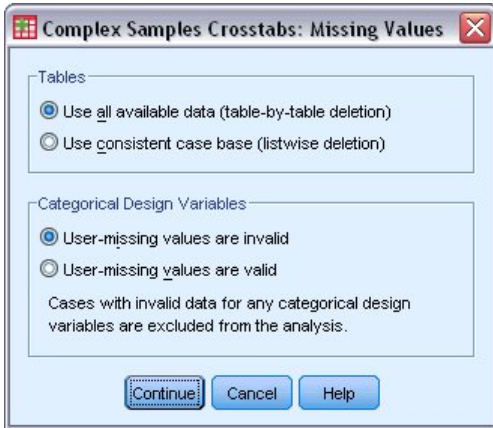 Complex Samples Crosstabs: Missing Values
Tables
Use all available data (table-by-table deletion)
Use consistent case base (listwise deletion)
Categorical Design Variables
User-missing values are invalid
User-missing values are valid
Cases with invalid data for any categorical design
variables are excluded from the analysis.
Continue Cancel Help